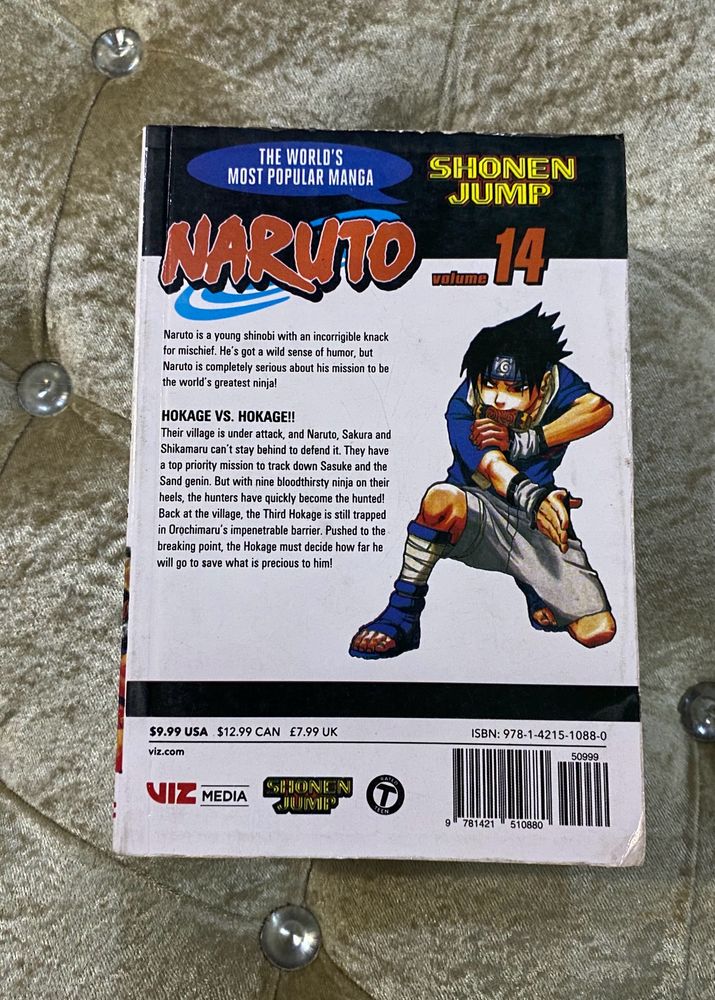 THE WORLD'S
MOST POPULAR MANGA
SHONEN
JUMP
NARUTO
volume 14
Naruto is a young shinobi with an incorrigible knack
for mischief. He's got a wild sense of humor, but
Naruto is completely serious about his mission to be
the world's greatest ninja!
HOKAGE VS. HOKAGE!!
Their village is under attack, and Naruto, Sakura and
Shikamaru can't stay behind to defend it. They have
a top priority mission to track down Sasuke and the
Sand genin. But with nine bloodthirsty ninja on their
heels, the hunters have quickly become the hunted!
Back at the village, the Third Hokage is still trapped
in Orochimaru's impenetrable barrier. Pushed to the
breaking point, the Hokage must decide how far he
will go to save what is precious to him!
$9.99 USA $12.99 CAN £7.99 UK
ISBN: 978-1-4215-1088-0
viz.com
50999
VIZ MEDIA
SHONEN
JUMP
RATED
T
TEEN
9 781421 510880